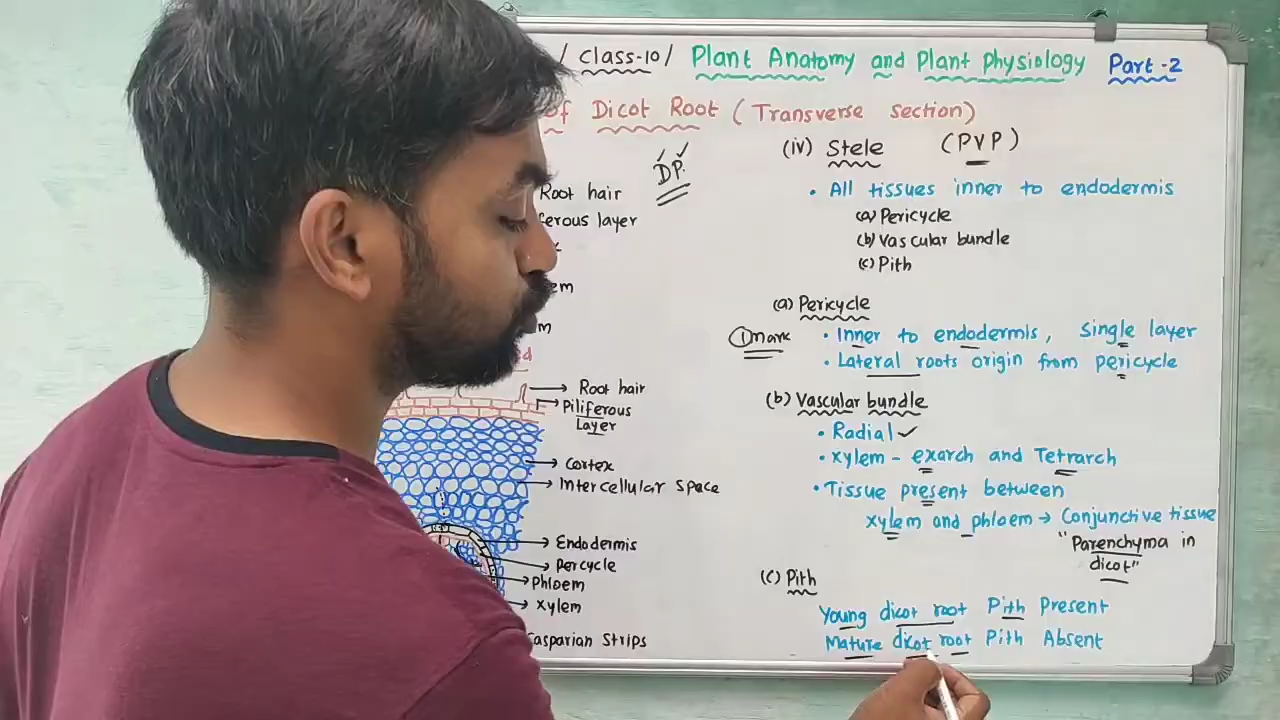 / Class-10/ Plant Anatomy and Plant Physiology Part-2
of Dicot Root (Transverse section)
DP
Root hair
ferous layer
Root hair
Piliferous
Layer
Cortex
Intercellular Space
Endodermis
Percycle
Phloem
Xylem
Casparian Strips
(iv) Stele (PVP)
• All tissues inner to endodermis
(a) Pericycle
(b) Vascular bundle
(c) Pith
(a) Pericycle
① mark • Inner to endodermis, Single layer
• Lateral roots origin from pericycle
(b) Vascular bundle
• Radial ✓
• Xylem - exarch and Tetrarch
• Tissue present between
xylem and phloem → Conjunctive tissue
"Parenchyma in
dicot"
(c) Pith
Young dicot root Pith Present
Mature dicot root Pith Absent